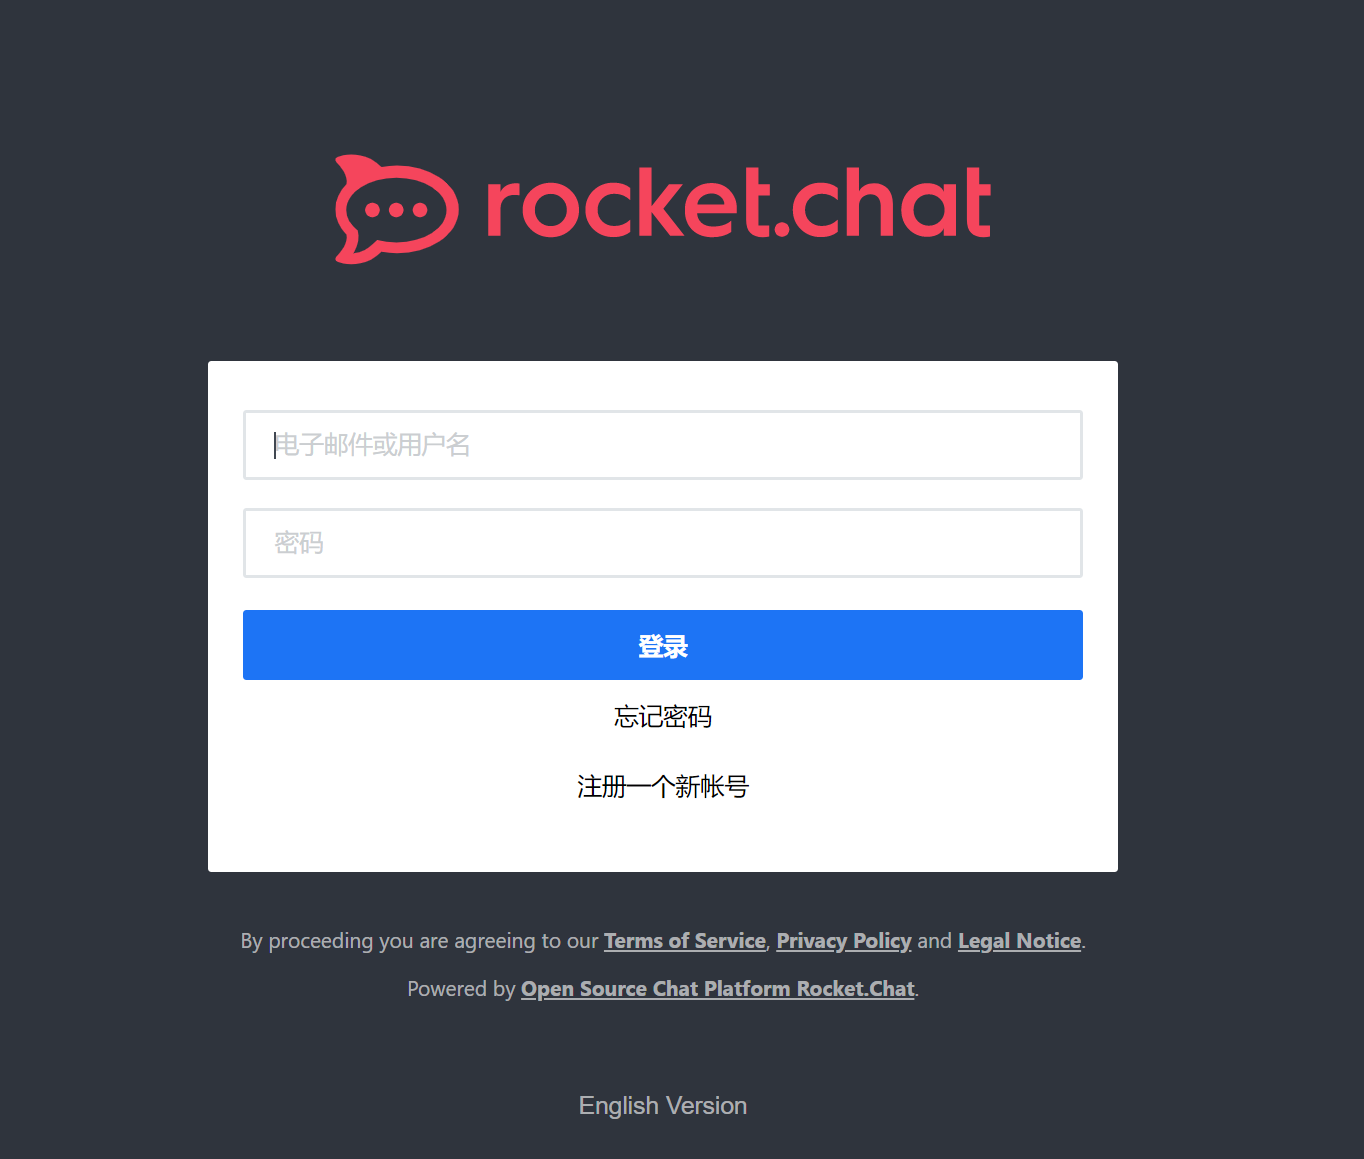 rocket.chat
电子邮件或用户名
密码
登录
忘记密码
注册一个新帐号
By proceeding you are agreeing to our Terms of Service, Privacy Policy and Legal Notice.
Powered by Open Source Chat Platform Rocket.Chat.
English Version